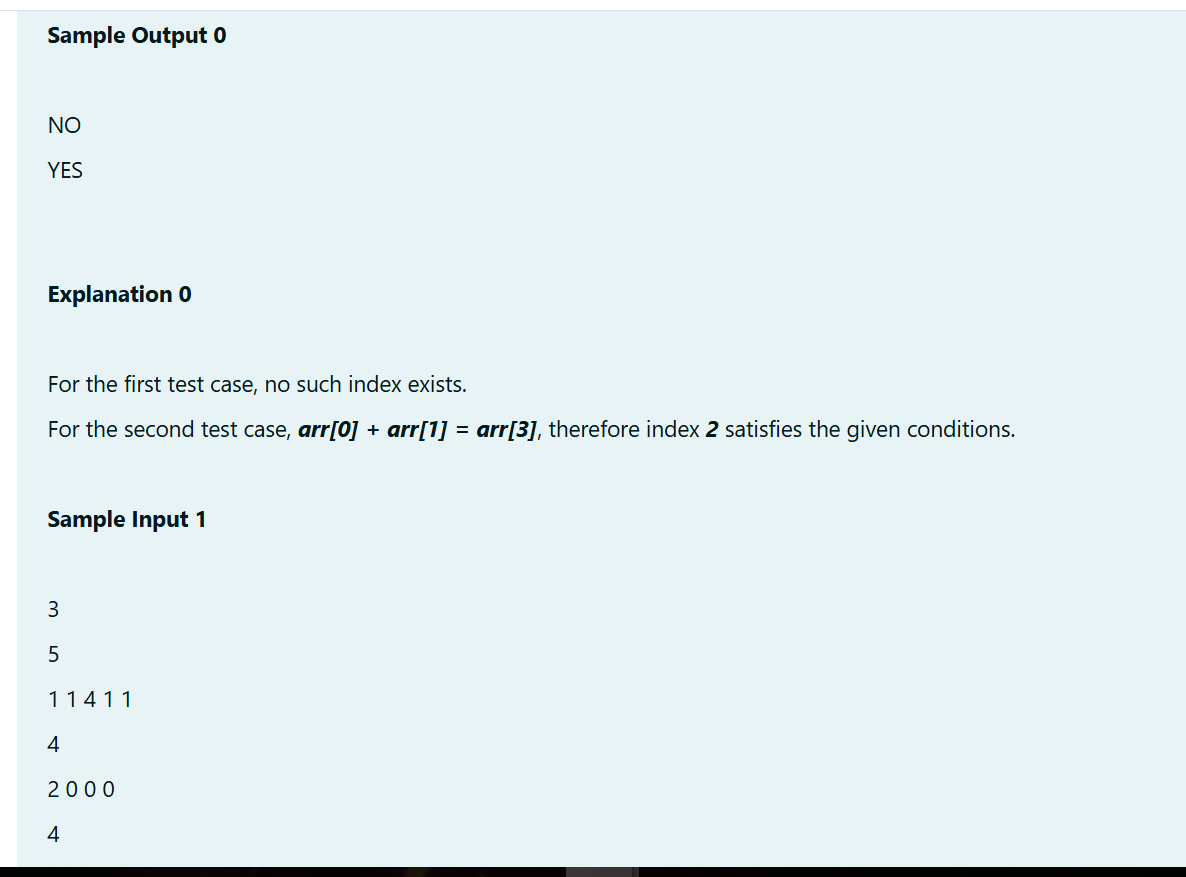 Sample Output 0
NO
YES
Explanation 0
For the first test case, no such index exists.
For the second test case, arr[0] + arr[1] = arr[3], therefore index 2 satisfies the given conditions.
Sample Input 1
3
5
1 1 4 1 1
4
2 0 0 0
4